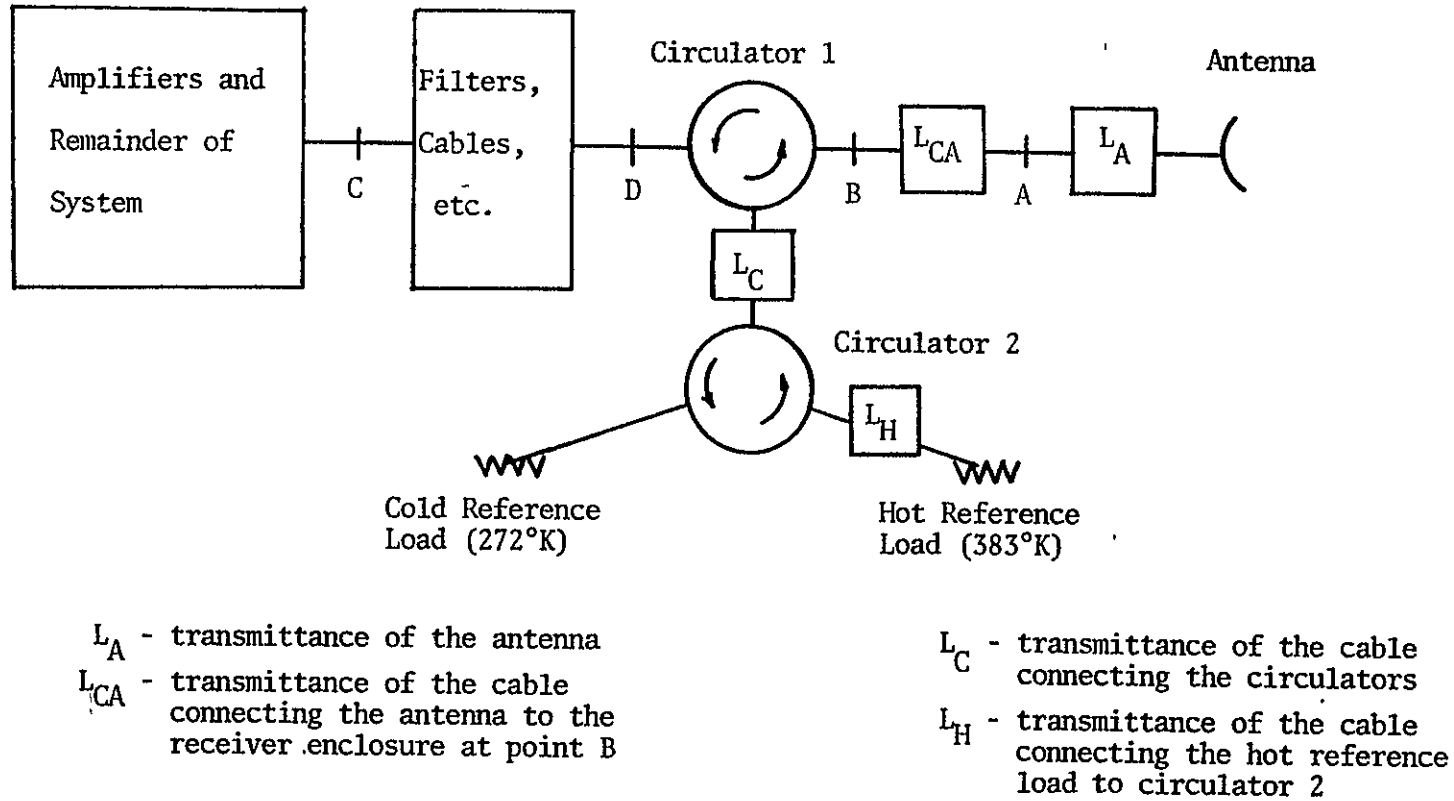 Amplifiers and
Remainder of
System
C
Filters,
Cables,
etc.
D
Circulator 1
B
L_CA
A
L_A
Antenna
L_C
Circulator 2
L_H
Cold Reference
Load (272°K)
Hot Reference
Load (383°K)
L_A - transmittance of the antenna
L_CA - transmittance of the cable
connecting the antenna to the
receiver enclosure at point B
L_C - transmittance of the cable
connecting the circulators
L_H - transmittance of the cable
connecting the hot reference
load to circulator 2